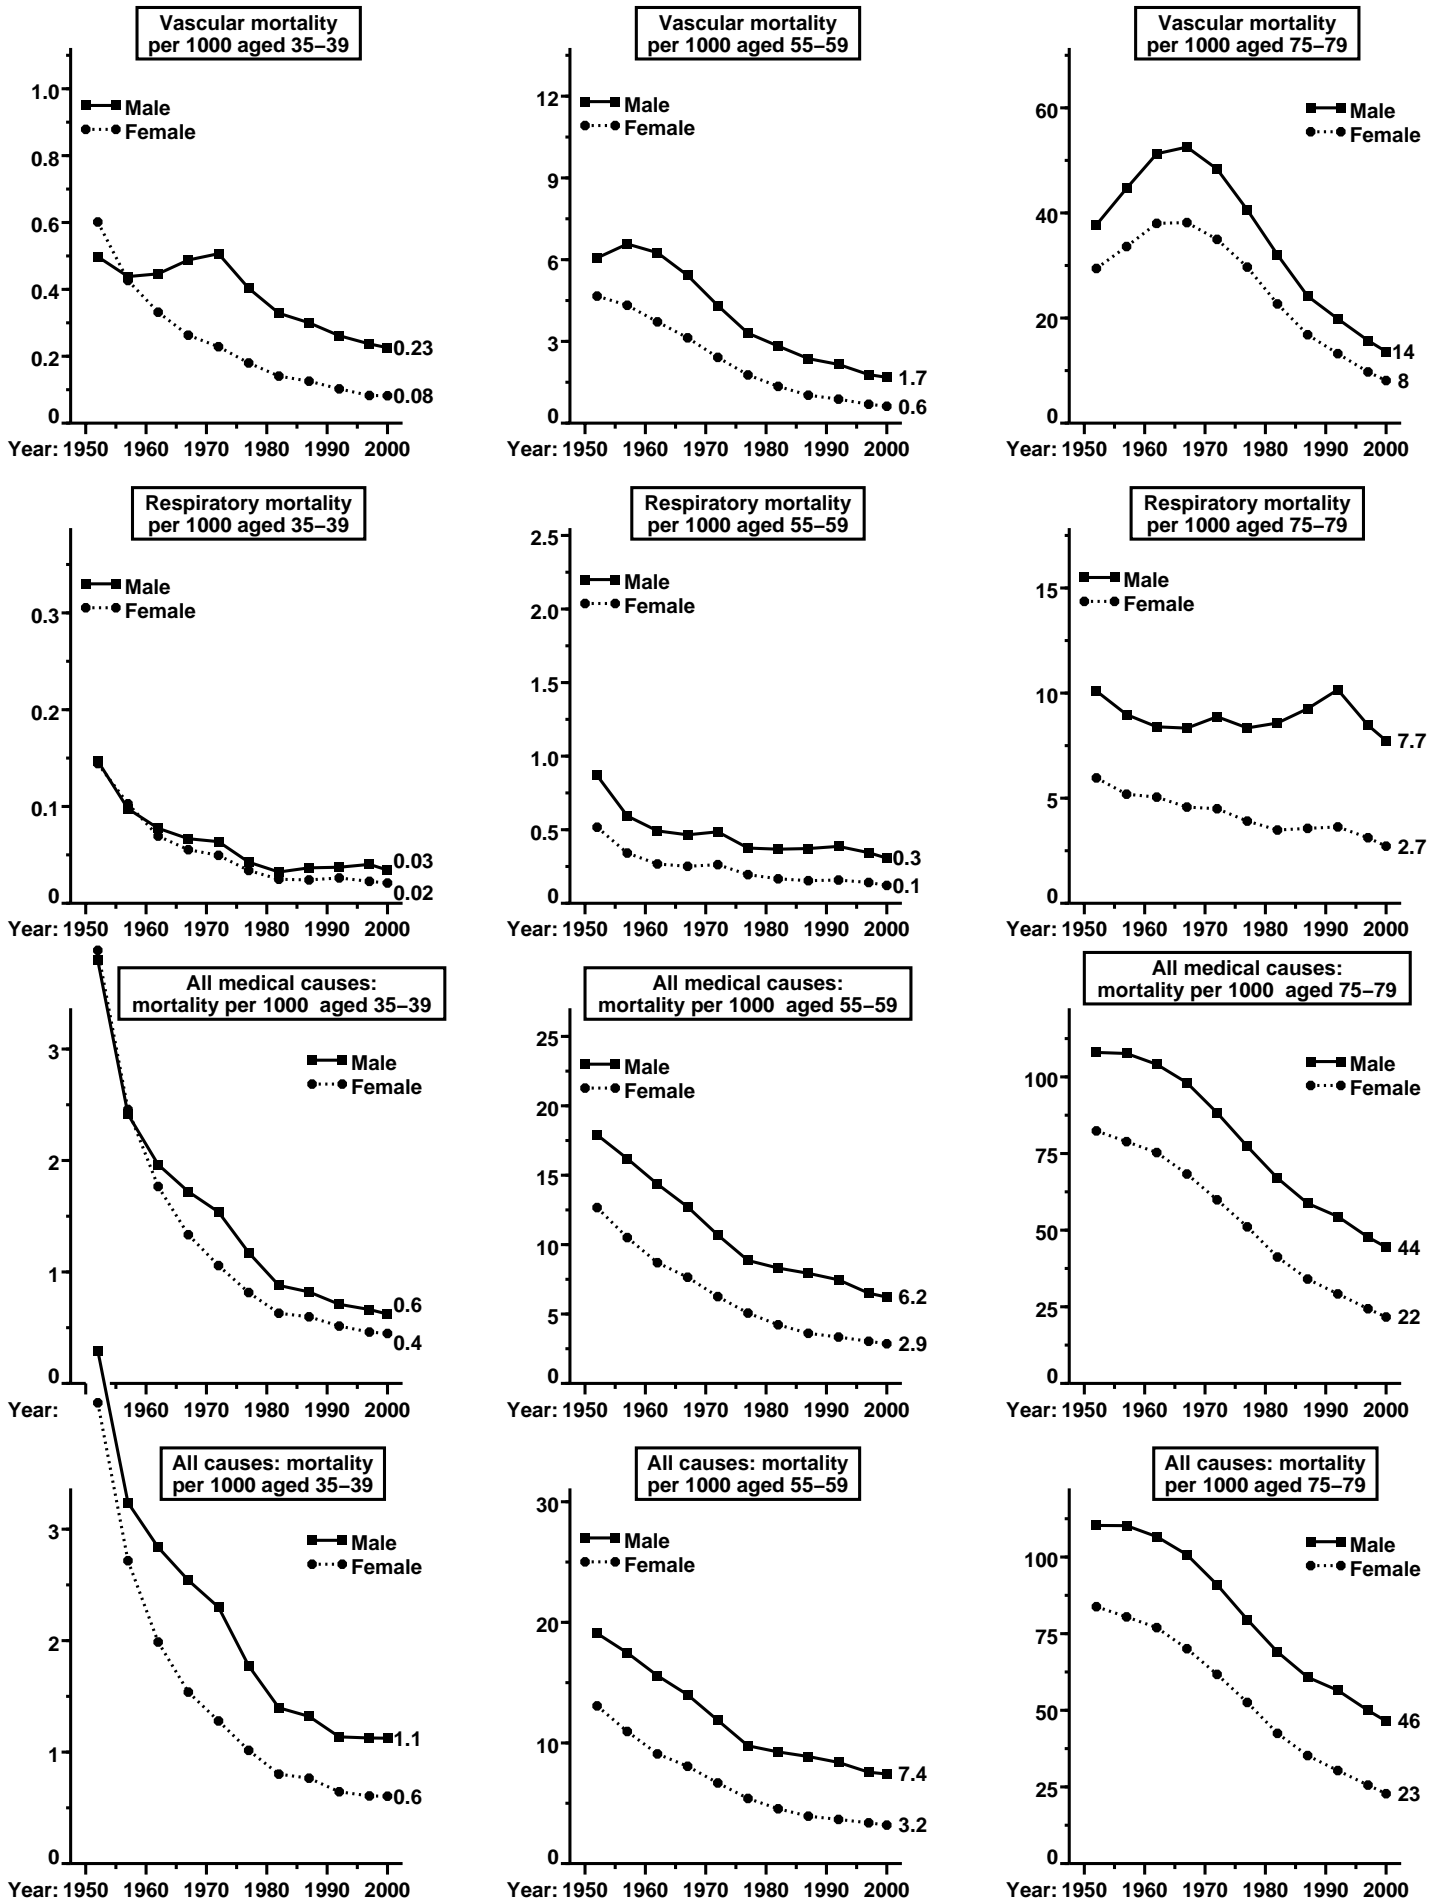 Vascular mortality
per 1000 aged 35–39
1.0
0.8
0.6
0.4
0.2
0
Male
Female
0.23
0.08
Year: 1950 1960 1970 1980 1990 2000
Vascular mortality
per 1000 aged 55–59
12
9
6
3
0
Male
Female
1.7
0.6
Year: 1950 1960 1970 1980 1990 2000
Vascular mortality
per 1000 aged 75–79
60
40
20
0
Male
Female
14
8
Year: 1950 1960 1970 1980 1990 2000
Respiratory mortality
per 1000 aged 35–39
0.3
0.2
0.1
0
Male
Female
0.03
0.02
Year: 1950 1960 1970 1980 1990 2000
Respiratory mortality
per 1000 aged 55–59
2.5
2.0
1.5
1.0
0.5
0
Male
Female
0.3
0.1
Year: 1950 1960 1970 1980 1990 2000
Respiratory mortality
per 1000 aged 75–79
15
10
5
0
Male
Female
7.7
2.7
Year: 1950 1960 1970 1980 1990 2000
All medical causes:
mortality per 1000 aged 35–39
3
2
1
0
Male
Female
0.6
0.4
Year: 1960 1970 1980 1990 2000
All medical causes:
mortality per 1000 aged 55–59
25
20
15
10
5
0
Male
Female
6.2
2.9
Year: 1950 1960 1970 1980 1990 2000
All medical causes:
mortality per 1000 aged 75–79
100
75
50
25
0
Male
Female
44
22
Year: 1950 1960 1970 1980 1990 2000
All causes: mortality
per 1000 aged 35–39
3
2
1
0
Male
Female
1.1
0.6
Year: 1950 1960 1970 1980 1990 2000
All causes: mortality
per 1000 aged 55–59
30
20
10
0
Male
Female
7.4
3.2
Year: 1950 1960 1970 1980 1990 2000
All causes: mortality
per 1000 aged 75–79
100
75
50
25
0
Male
Female
46
23
Year: 1950 1960 1970 1980 1990 2000